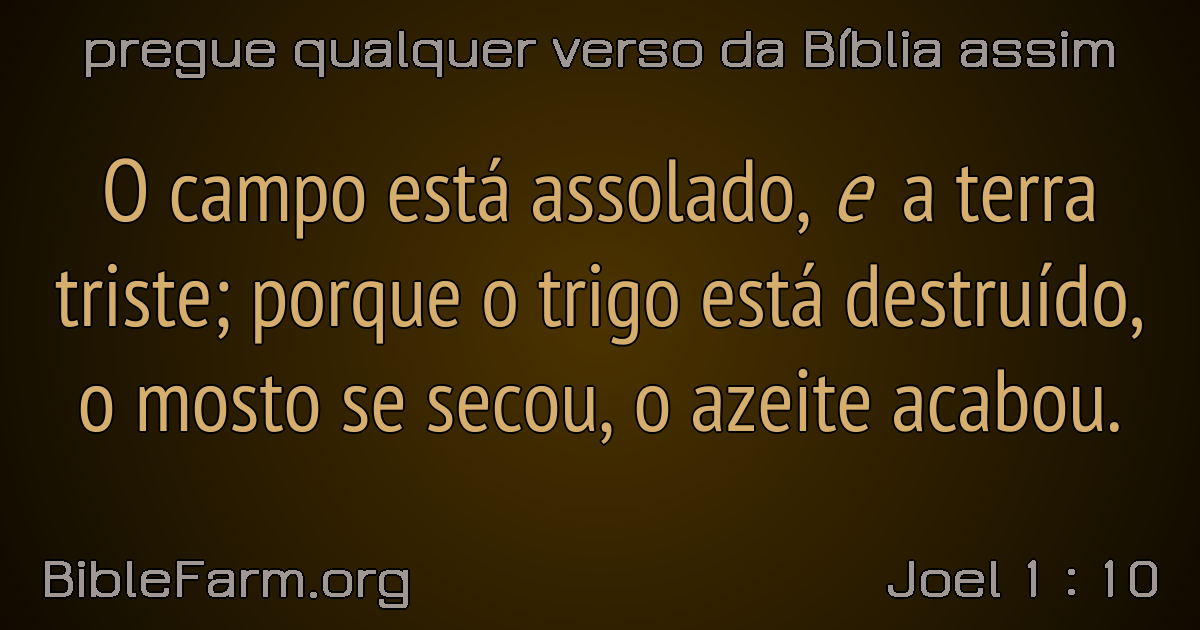 pregue qualquer verso da Bíblia assim
O campo está assolado, e a terra
triste; porque o trigo está destruído,
o mosto se secou, o azeite acabou.
BibleFarm.org
Joel 1 : 10